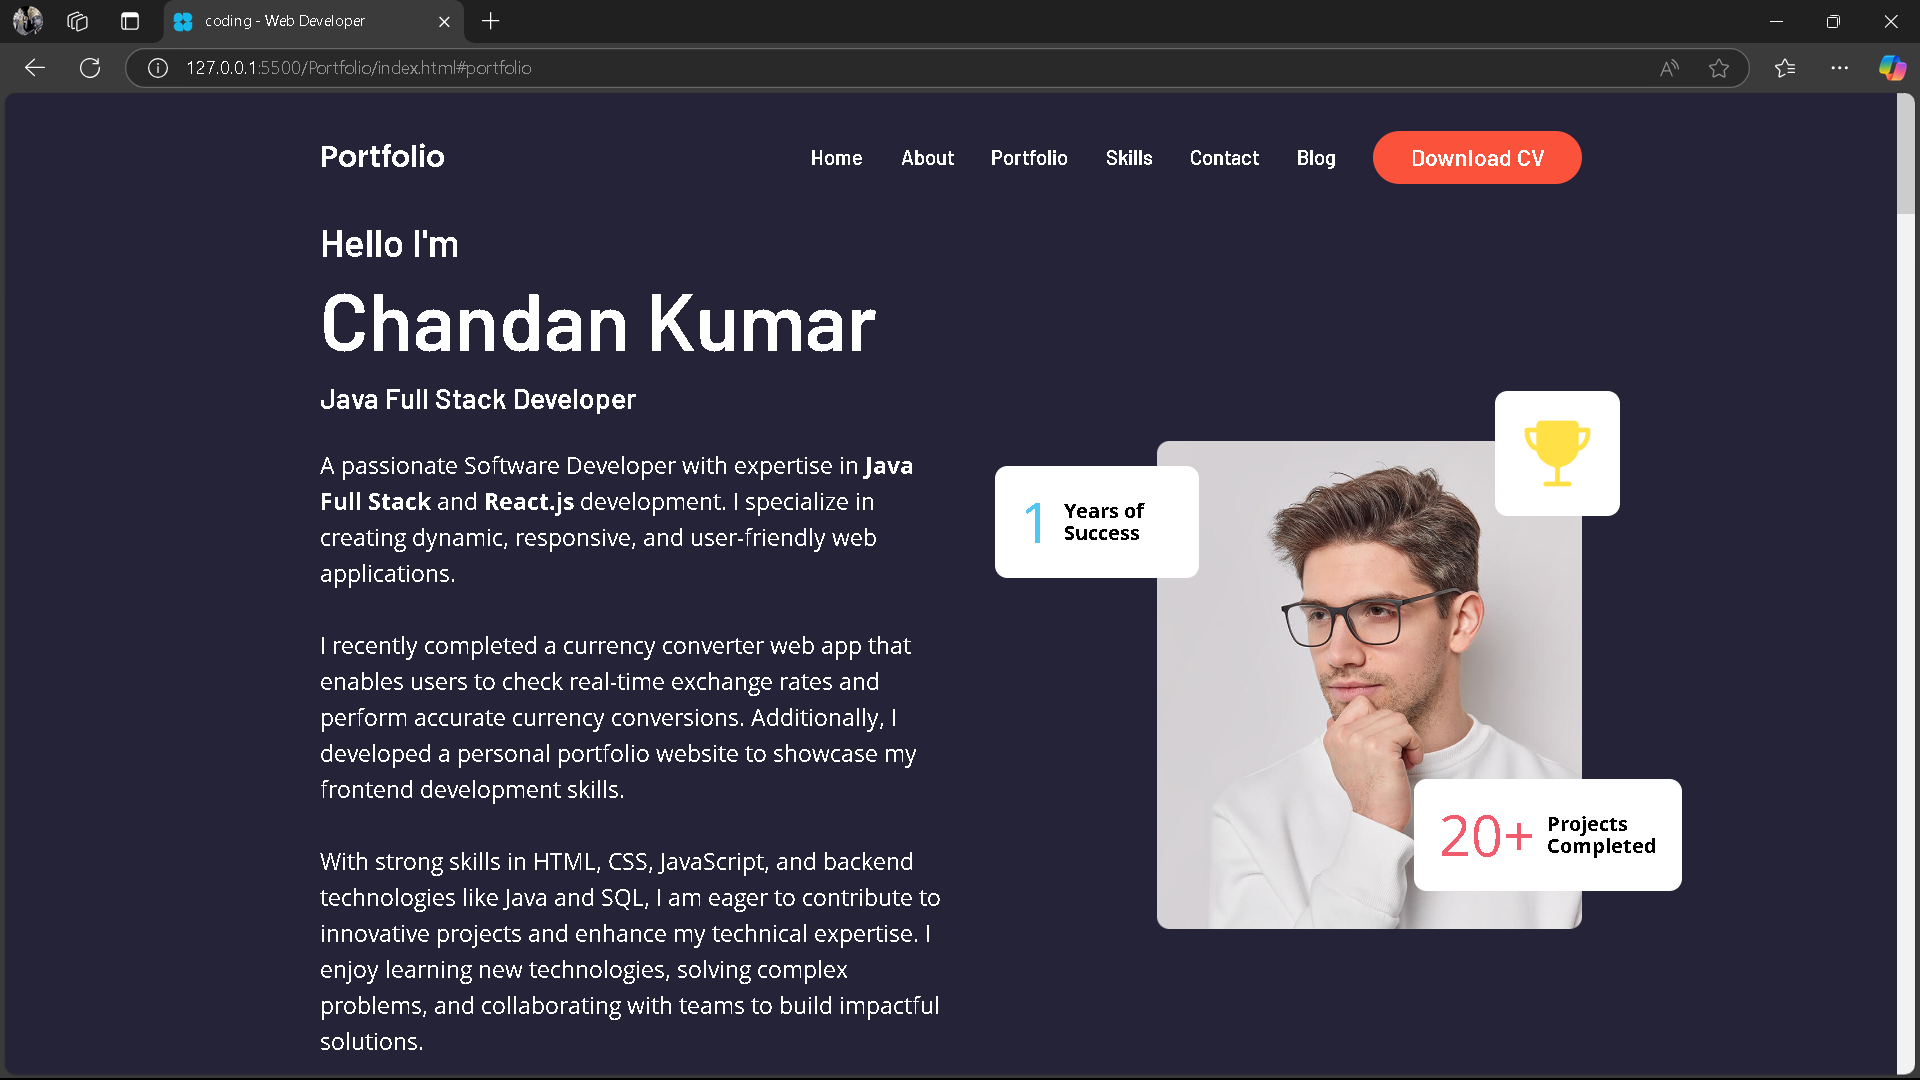 coding - Web Developer
127.0.0.1:5500/Portfolio/index.html#portfolio
Portfolio
Home About Portfolio Skills Contact Blog Download CV
Hello I'm
Chandan Kumar
Java Full Stack Developer
A passionate Software Developer with expertise in Java
Full Stack and React.js development. I specialize in
creating dynamic, responsive, and user-friendly web
applications.
I recently completed a currency converter web app that
enables users to check real-time exchange rates and
perform accurate currency conversions. Additionally, I
developed a personal portfolio website to showcase my
frontend development skills.
With strong skills in HTML, CSS, JavaScript, and backend
technologies like Java and SQL, I am eager to contribute to
innovative projects and enhance my technical expertise. I
enjoy learning new technologies, solving complex
problems, and collaborating with teams to build impactful
solutions.
1 Years of
Success
20+ Projects
Completed